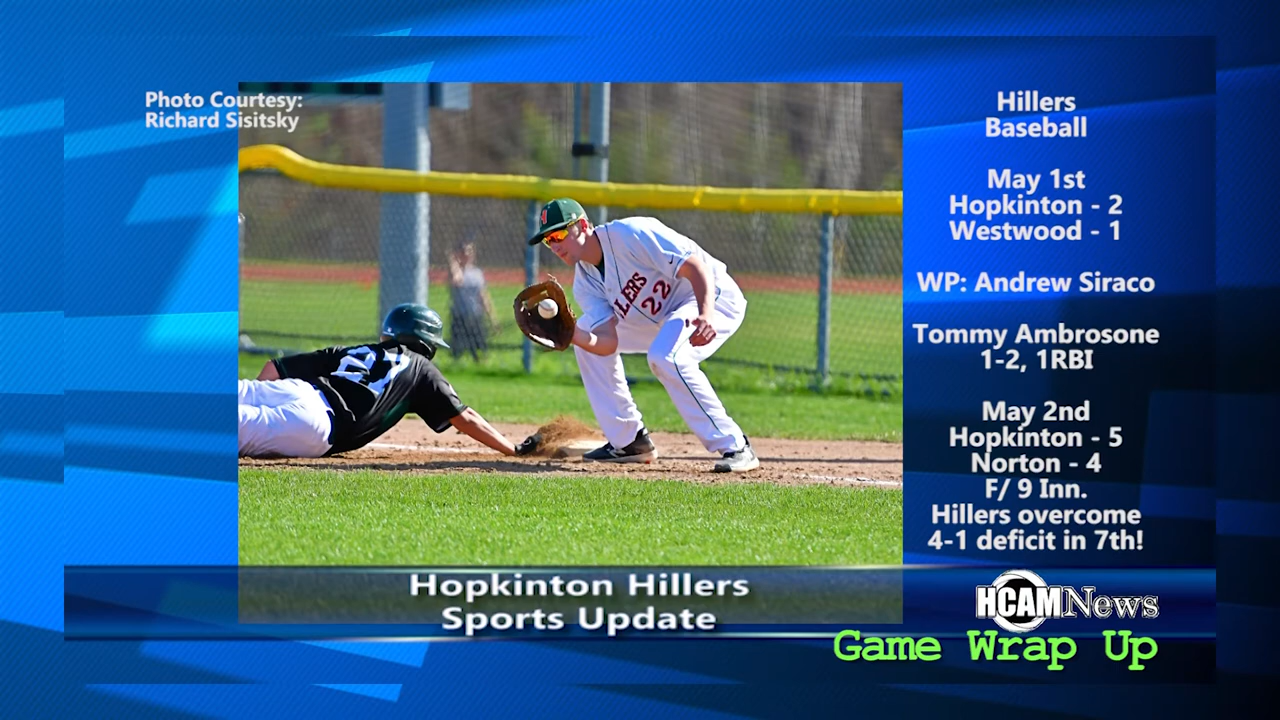 Photo Courtesy:
Richard Sisitsky
Hillers
Baseball
May 1st
Hopkinton - 2
Westwood - 1
WP: Andrew Siraco
Tommy Ambrosone
1-2, 1RBI
May 2nd
Hopkinton - 5
Norton - 4
F/ 9 Inn.
Hillers overcome
4-1 deficit in 7th!
LLERS
22
21
H
Hopkinton Hillers
Sports Update
HCAMNews
Game Wrap Up